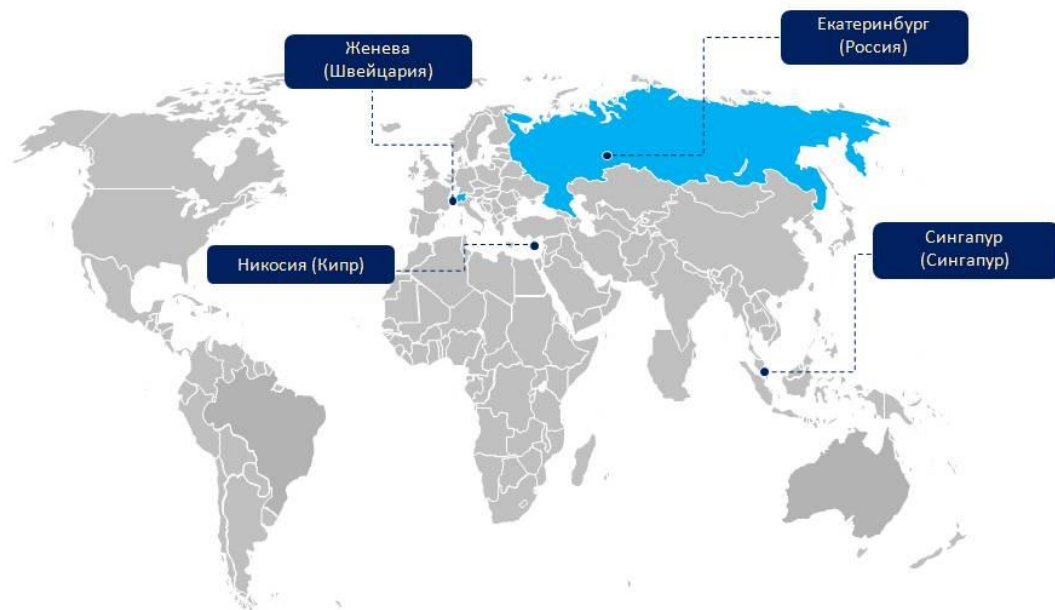 Екатеринбург
(Россия)
Женева
(Швейцария)
Никосия (Кипр)
Сингапур
(Сингапур)